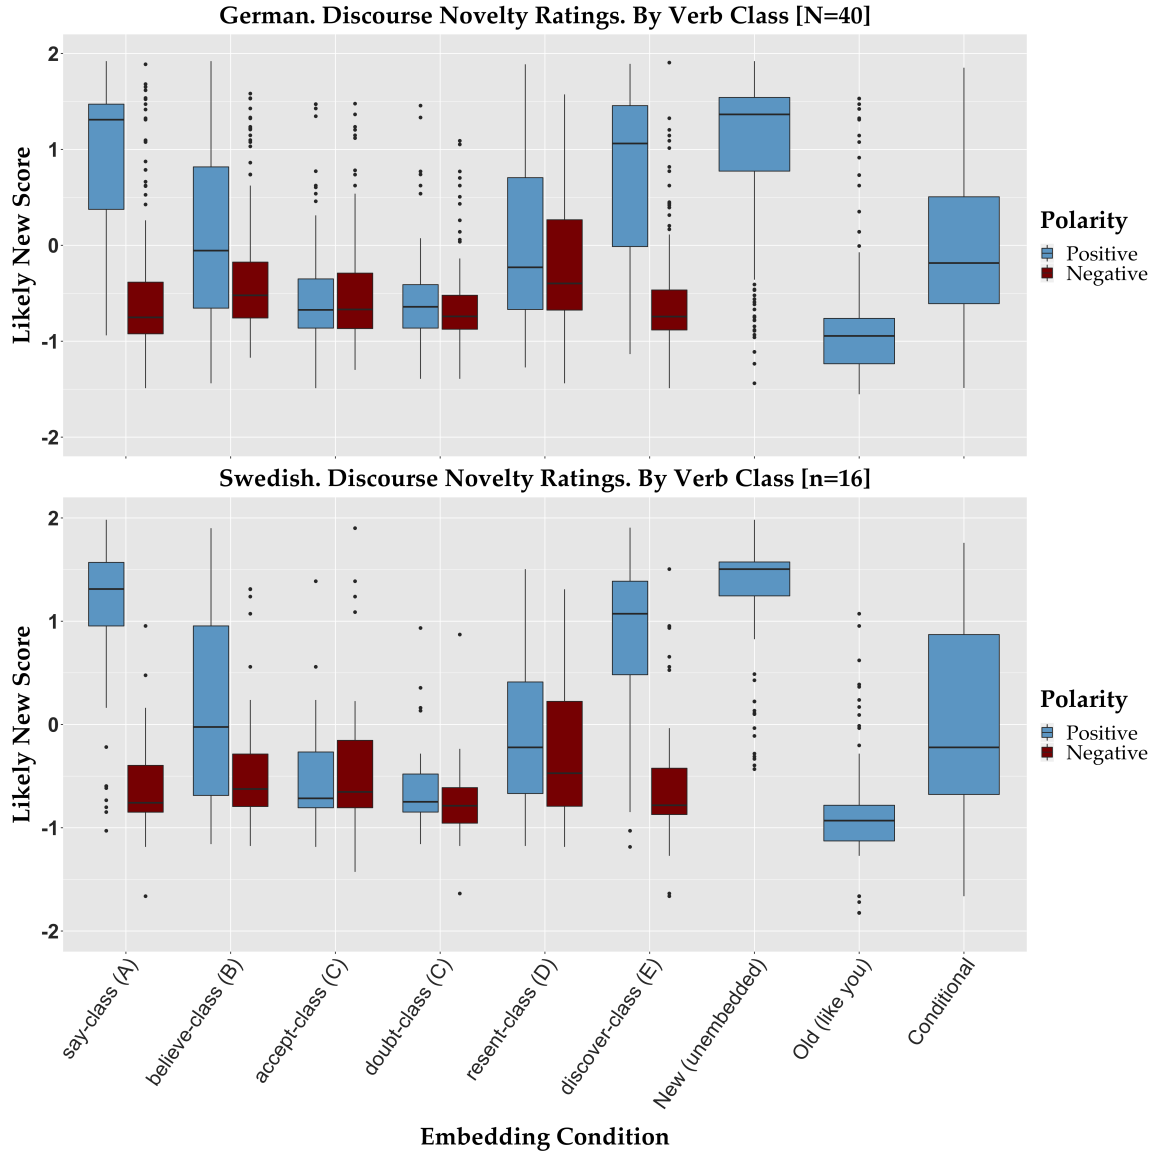 German. Discourse Novelty Ratings. By Verb Class [N=40]
Likely New Score
2
1
0
-1
-2
Polarity
Positive
Negative
Swedish. Discourse Novelty Ratings. By Verb Class [n=16]
Likely New Score
2
1
0
-1
-2
Polarity
Positive
Negative
say-class (A)
believe-class (B)
accept-class (C)
doubt-class (C)
resent-class (D)
discover-class (E)
New (unembedded)
Old (like you)
Conditional
Embedding Condition